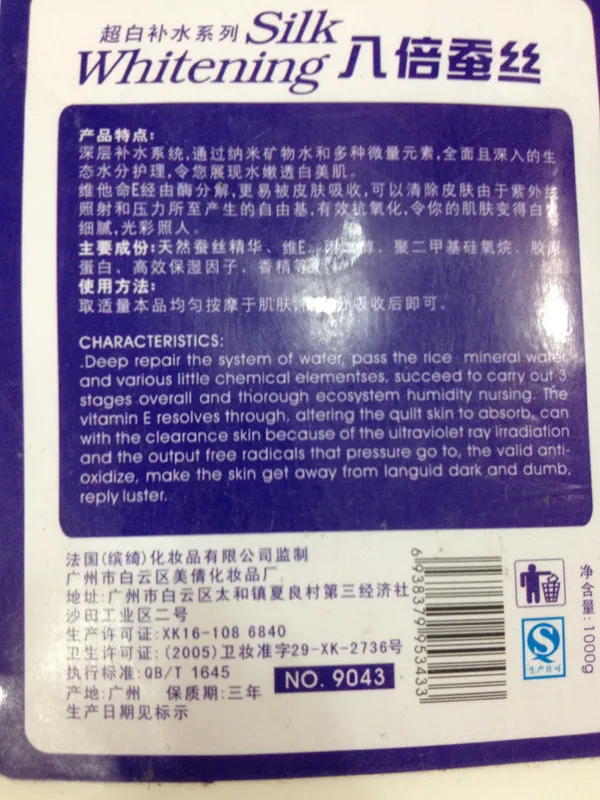 超白补水系列 Silk
Whitening 八倍蚕丝
产品特点:
深层补水系统,通过纳米矿物水和多种微量元素,全面且深入的生
态水分护理,令您展现水嫩透白美肌。
维他命E经由酶分解,更易被皮肤吸收,可以清除皮肤由于紫外线
照射和压力所至产生的自由基,有效抗氧化,令你的肌肤变得白
细腻,光彩照人。
主要成份:天然蚕丝精华、维E、丙二醇、聚二甲基硅氧烷、胶原
蛋白、高效保湿因子、香精等
使用方法:
取适量本品均匀按摩于肌肤,吸收后即可。
CHARACTERISTICS:
.Deep repair the system of water, pass the rice mineral water
and various little chemical elementses, succeed to carry out 3
stages overall and thorough ecosystem humidity nursing. The
vitamin E resolves through, altering the quilt skin to absorb, can
with the clearance skin because of the ultraviolet ray irradiation
and the output free radicals that pressure go to, the valid anti-
oxidize, make the skin get away from languid dark and dumb,
reply luster.
法国(缤绮)化妆品有限公司监制
广州市白云区美倩化妆品厂
地址:广州市白云区太和镇夏良村第三经济社
沙田工业区二号
生产许可证:XK16-108 6840
卫生许可证:(2005)卫妆准字29-XK-2736号
执行标准:QB/T 1645
产地:广州 保质期:三年
NO. 9043
生产日期见标示
6938379953433
净含量:1000g
生产许可